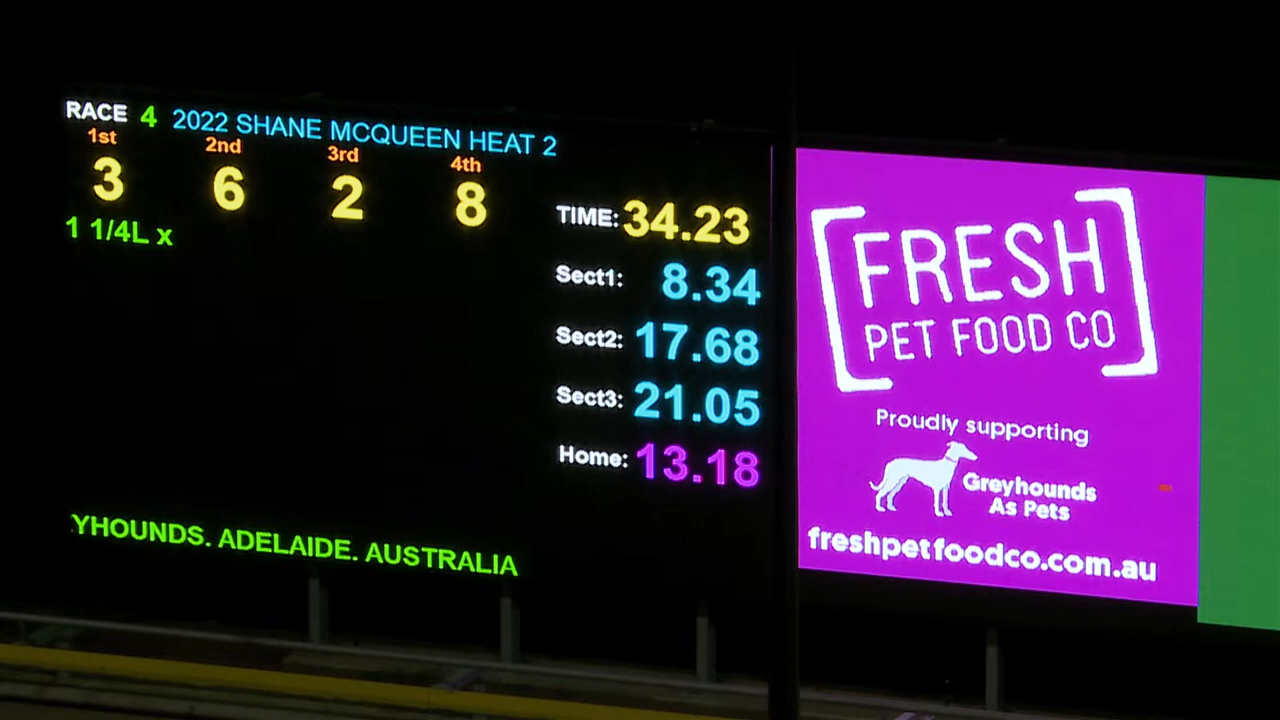 RACE 4 2022 SHANE MCQUEEN HEAT 2
1st 2nd 3rd 4th
3 6 2 8
1 1/4L x
TIME: 34.23
Sect1: 8.34
Sect2: 17.68
Sect3: 21.05
Home: 13.18
YHOUNDS. ADELAIDE. AUSTRALIA
FRESH
PET FOOD CO
Proudly supporting
Greyhounds
As Pets
freshpetfoodco.com.au